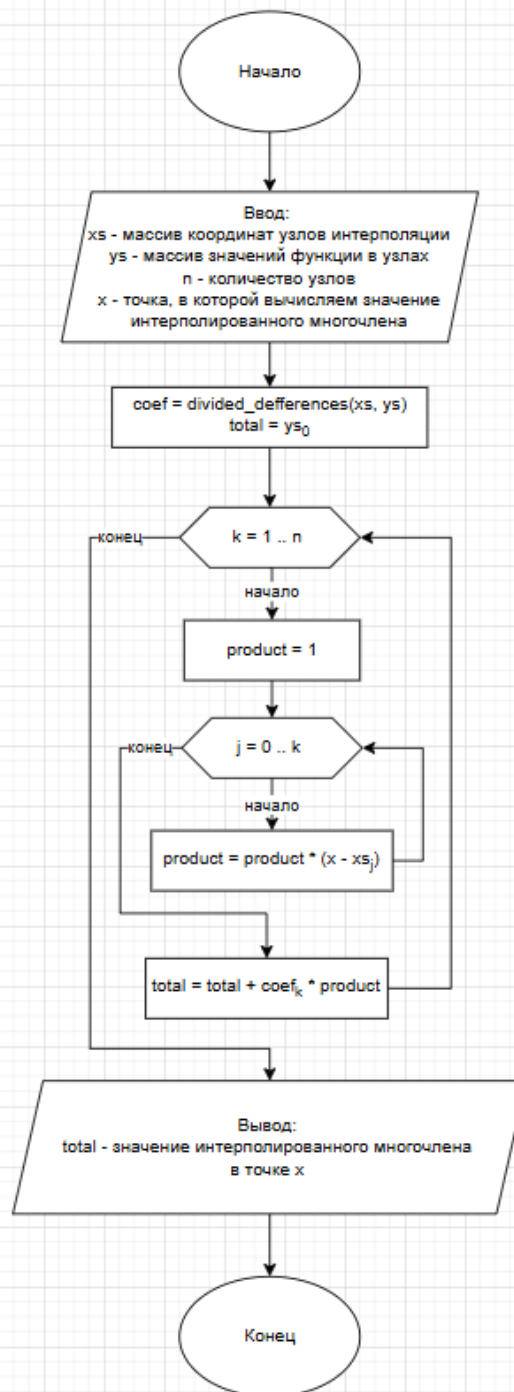 Начало
Ввод:
xs - массив координат узлов интерполяции
ys - массив значений функции в узлах
n - количество узлов
x - точка, в которой вычисляем значение
интерполированного многочлена
coef = divided_defferences(xs, ys)
total = ys₀
конец
k = 1 .. n
начало
product = 1
конец
j = 0 .. k
начало
product = product * (x - xsⱼ)
total = total + coefₖ * product
Вывод:
total - значение интерполированного многочлена
в точке x
Конец